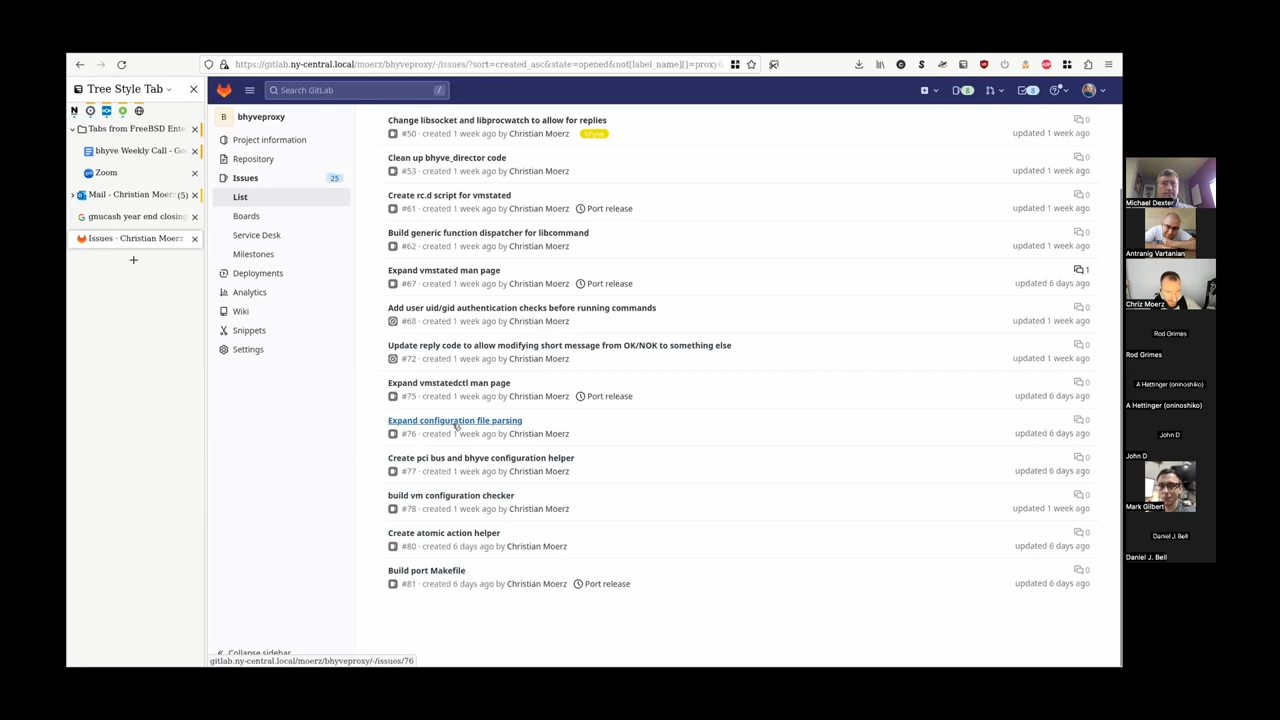 https://gitlab.ny-central.local/moerz/bhyveproxy/-/issues/?sort=created_asc&state=opened&not[label_name][]=proxy
Tree Style Tab
Search GitLab
/
8
8
Tabs from FreeBSD Ente
bhyve Weekly Call - Go
Zoom
Mail - Christian Moerz (5)
gnucash year end closing
Issues · Christian Moerz
B bhyveproxy
Project information
Repository
Issues 25
List
Boards
Service Desk
Milestones
Deployments
Analytics
Wiki
Snippets
Settings
Collapse sidebar
Change libsocket and libprocwatch to allow for replies 0
#50 · created 1 week ago by Christian Moerz bhyve updated 1 week ago
Clean up bhyve_director code 0
#53 · created 1 week ago by Christian Moerz updated 1 week ago
Create rc.d script for vmstated 0
#61 · created 1 week ago by Christian Moerz Port release updated 1 week ago
Build generic function dispatcher for libcommand 0
#62 · created 1 week ago by Christian Moerz updated 1 week ago
Expand vmstated man page 1
#67 · created 1 week ago by Christian Moerz Port release updated 6 days ago
Add user uid/gid authentication checks before running commands 0
#68 · created 1 week ago by Christian Moerz updated 1 week ago
Update reply code to allow modifying short message from OK/NOK to something else 0
#72 · created 1 week ago by Christian Moerz updated 1 week ago
Expand vmstatedctl man page 0
#75 · created 1 week ago by Christian Moerz Port release updated 6 days ago
Expand configuration file parsing 0
#76 · created 1 week ago by Christian Moerz updated 6 days ago
Create pci bus and bhyve configuration helper 0
#77 · created 1 week ago by Christian Moerz updated 6 days ago
build vm configuration checker 0
#78 · created 1 week ago by Christian Moerz updated 1 week ago
Create atomic action helper 0
#80 · created 6 days ago by Christian Moerz updated 6 days ago
Build port Makefile 0
#81 · created 6 days ago by Christian Moerz Port release updated 6 days ago
gitlab.ny-central.local/moerz/bhyveproxy/-/issues/76
Michael Dexter
Antranig Vartanian
Chriz Moerz
Rod Grimes
Rod Grimes
A Hettinger (oninoshiko)
A Hettinger (oninoshiko)
John D
John D
Mark Gilbert
Daniel J. Bell
Daniel J. Bell